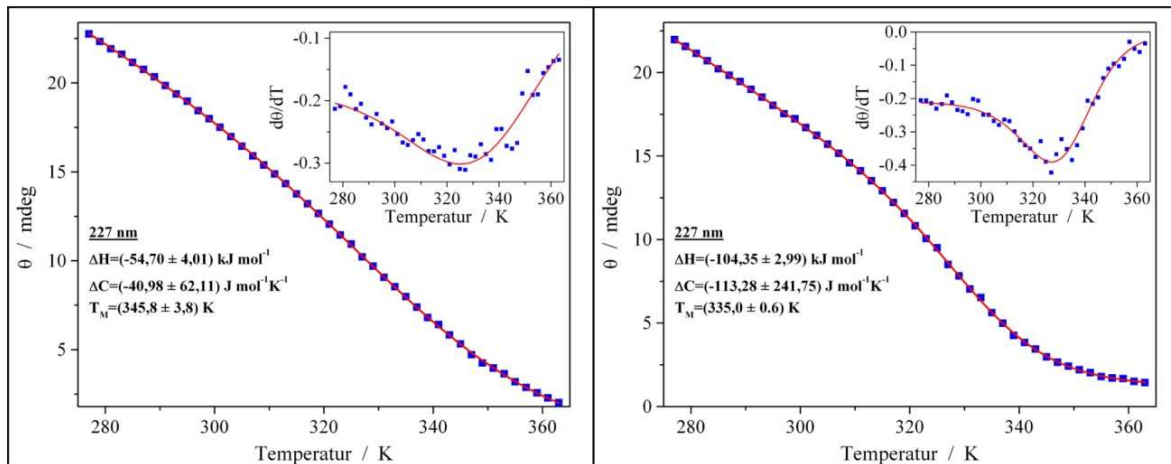 -0.1
-0.2
-0.3
dθ/dT
280 300 320 340 360
Temperatur / K
20
15
10
5
θ / mdeg
227 nm
ΔH=(-54,70 ± 4,01) kJ mol⁻¹
ΔC=(-40,98 ± 62,11) J mol⁻¹K⁻¹
T_M=(345,8 ± 3,8) K
280 300 320 340 360
Temperatur / K
0.0
-0.1
-0.2
-0.3
-0.4
dθ/dT
280 300 320 340 360
Temperatur / K
20
15
10
5
0
θ / mdeg
227 nm
ΔH=(-104,35 ± 2,99) kJ mol⁻¹
ΔC=(-113,28 ± 241,75) J mol⁻¹K⁻¹
T_M=(335,0 ± 0.6) K
280 300 320 340 360
Temperatur / K